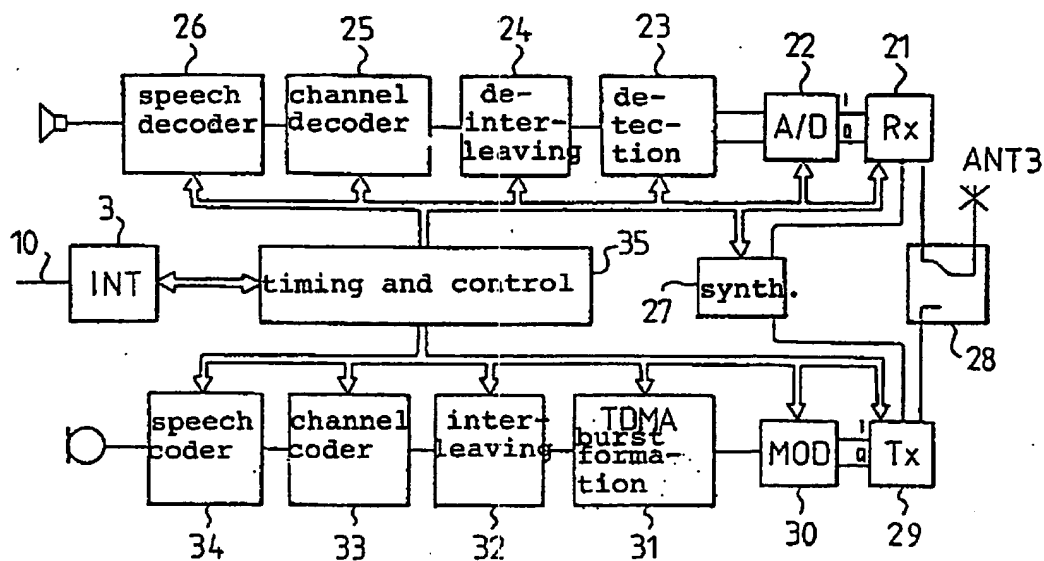 26 25 24 23 22 21
speech
decoder
channel
decoder
de-
inter-
leaving
de-
tec-
tion
A/D
I
Q
Rx
ANT3
10
3
INT
timing and control
35
27
synth.
28
speech
coder
channel
coder
inter-
leaving
TDMA
burst
forma-
tion
MOD
I
Q
Tx
34 33 32 31 30 29